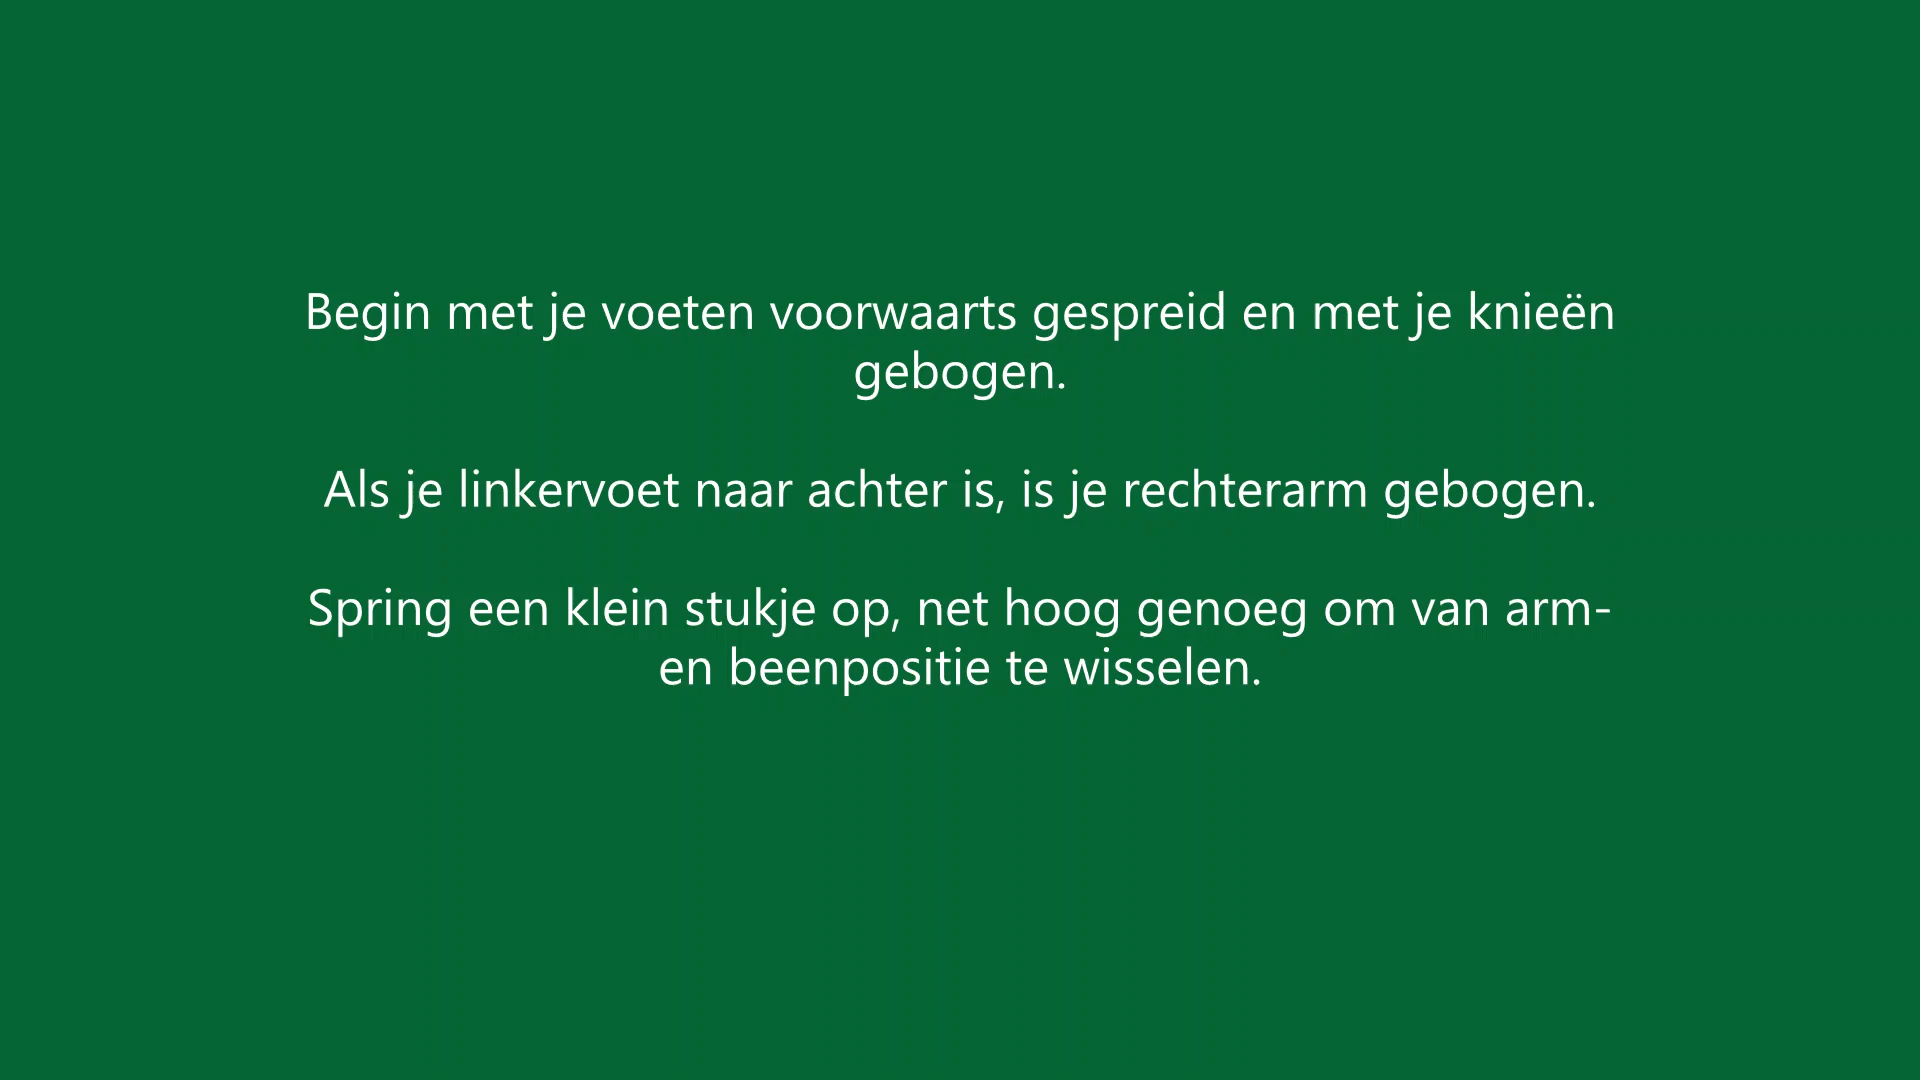 Begin met je voeten voorwaarts gespreid en met je knieën
gebogen.
Als je linkervoet naar achter is, is je rechterarm gebogen.
Spring een klein stukje op, net hoog genoeg om van arm-
en beenpositie te wisselen.